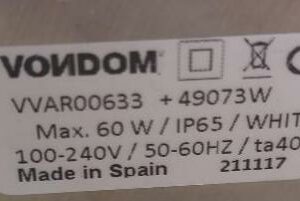 VONDOM
VVAR00633 +49073W
Max. 60 W / IP65 / WHIT
100-240V / 50-60HZ / ta40
Made in Spain 211117